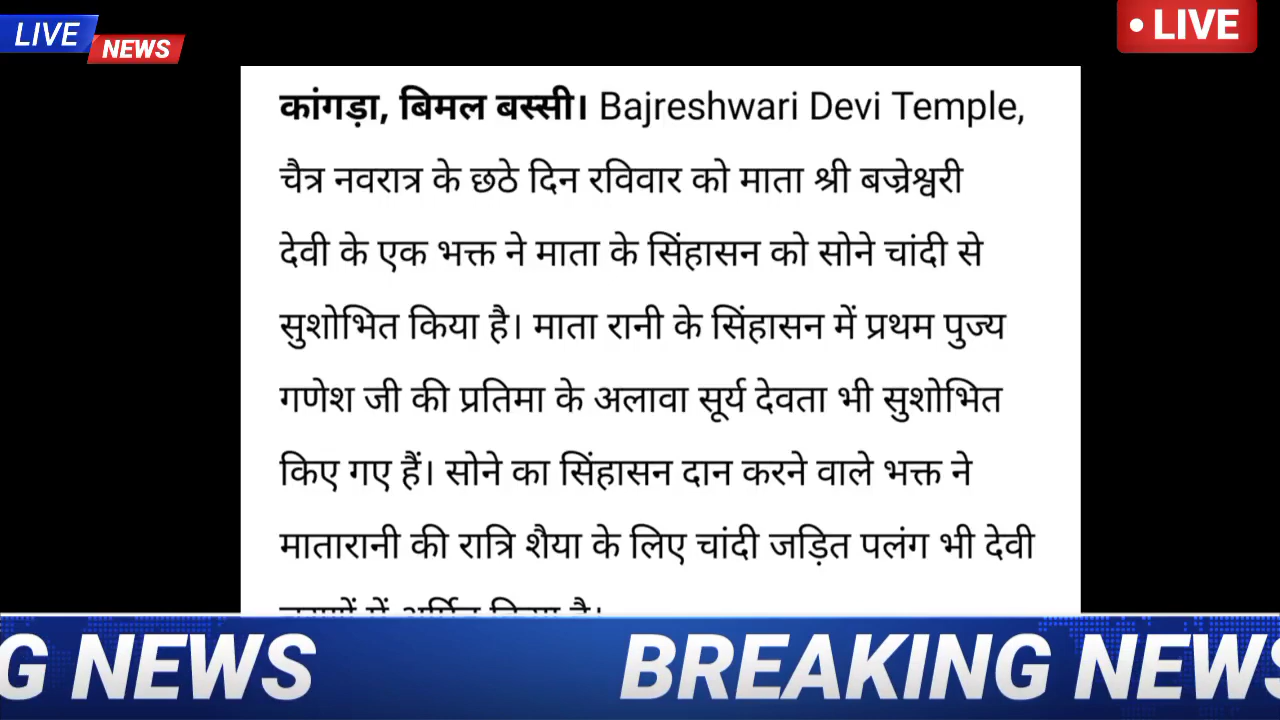 LIVE
NEWS
• LIVE
कांगड़ा, बिमल बस्सी। Bajreshwari Devi Temple,
चैत्र नवरात्र के छठे दिन रविवार को माता श्री बज्रेश्वरी
देवी के एक भक्त ने माता के सिंहासन को सोने चांदी से
सुशोभित किया है। माता रानी के सिंहासन में प्रथम पुज्य
गणेश जी की प्रतिमा के अलावा सूर्य देवता भी सुशोभित
किए गए हैं। सोने का सिंहासन दान करने वाले भक्त ने
मातारानी की रात्रि शैया के लिए चांदी जड़ित पलंग भी देवी
G NEWS BREAKING NEWS